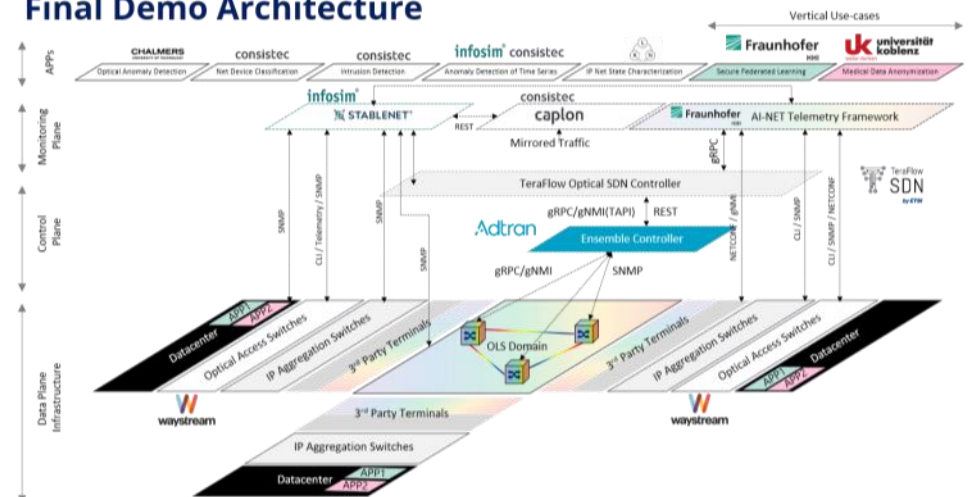 Final Demo Architecture
Vertical Use-cases
APPs
CHALMERS
consistec
consistec
infosim® consistec
Fraunhofer
HHI
uk universität koblenz
Optical Anomaly Detection
Net Device Classification
Intrusion Detection
Anomaly Detection of Time Series
IP Net State Characterization
Secure Federated Learning
Medical Data Anonymization
Monitoring Plane
infosim®
STABLENET®
REST
consistec
caplon
Mirrored Traffic
Fraunhofer
HHI
AI-NET Telemetry Framework
gRPC
TeraFlow Optical SDN Controller
TeraFlow
SDN
by ETSI
Control Plane
SNMP
CLI / Telemetry / SNMP
SNMP
SNMP
gRPC/gNMI(TAPI)
REST
Adtran
Ensemble Controller
gRPC/gNMI
SNMP
NETCONF / gNMI
CLI / SNMP
CLI / SNMP / NETCONF
Data Plane Infrastructure
Datacenter
APP1
APP2
Optical Access Switches
IP Aggregation Switches
3rd Party Terminals
OLS Domain
3rd Party Terminals
IP Aggregation Switches
Optical Access Switches
Datacenter
APP1
APP2
waystream
waystream
3rd Party Terminals
IP Aggregation Switches
Datacenter
APP1
APP2